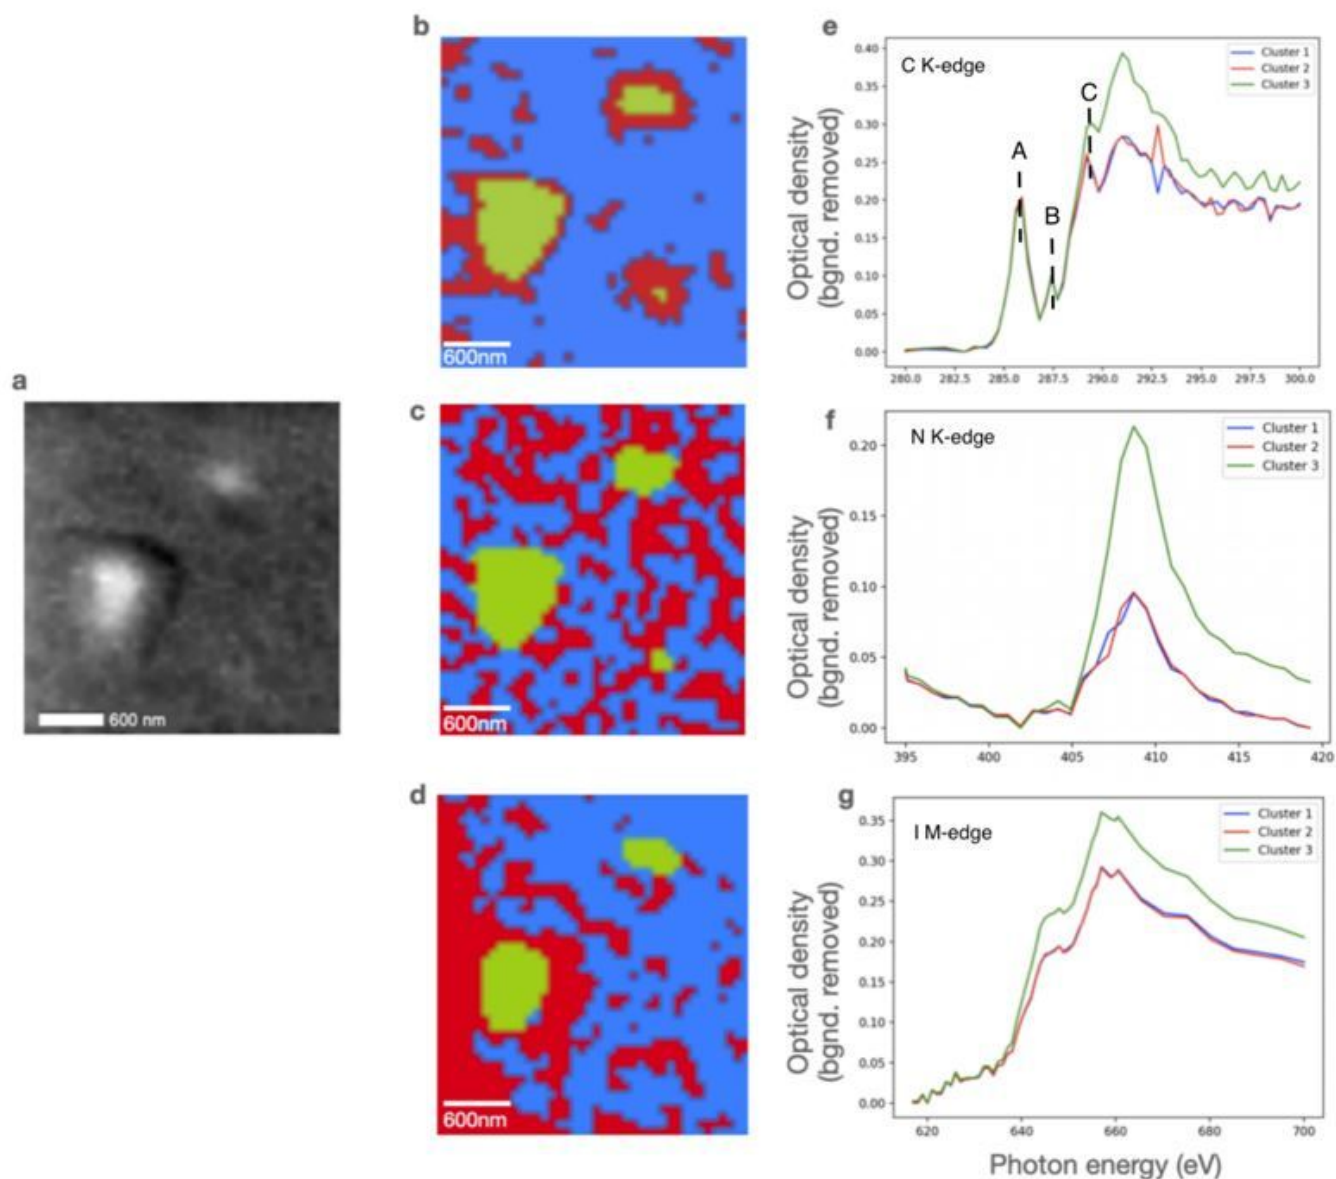 a
600 nm
b
600nm
c
600nm
d
600nm
e
C K-edge
Cluster 1
Cluster 2
Cluster 3
A
B
C
Optical density
(bgnd. removed)
0.40
0.35
0.30
0.25
0.20
0.15
0.10
0.05
0.00
280.0 282.5 285.0 287.5 290.0 292.5 295.0 297.5 300.0
f
N K-edge
Cluster 1
Cluster 2
Cluster 3
Optical density
(bgnd. removed)
0.20
0.15
0.10
0.05
0.00
395 400 405 410 415 420
g
I M-edge
Cluster 1
Cluster 2
Cluster 3
Optical density
(bgnd. removed)
0.35
0.30
0.25
0.20
0.15
0.10
0.05
0.00
620 640 660 680 700
Photon energy (eV)